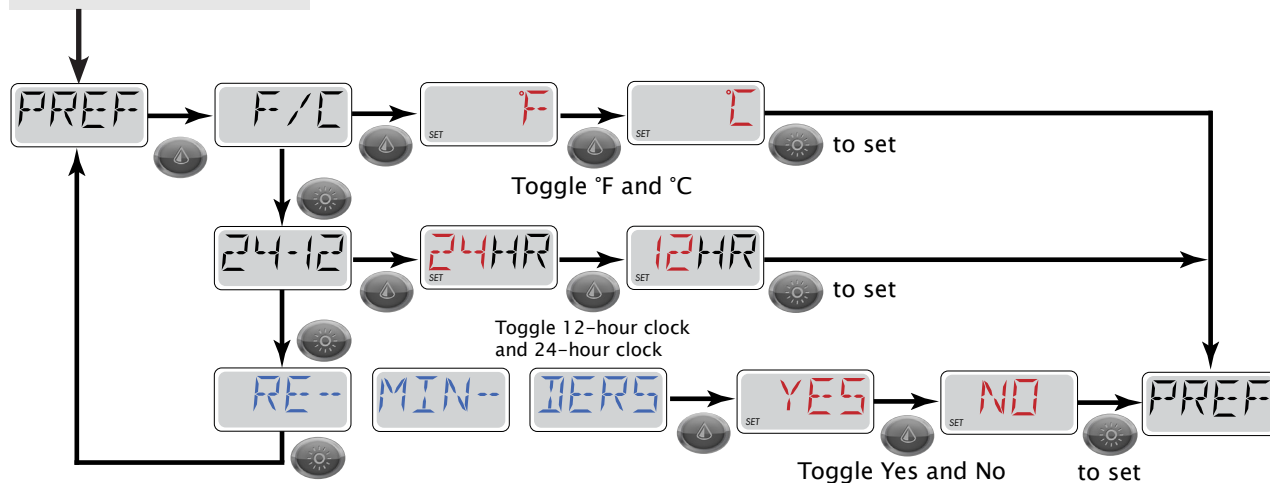 PREF
F/C
SET °F
SET °C
to set
Toggle °F and °C
24-12
SET 24HR
SET 12HR
to set
Toggle 12-hour clock
and 24-hour clock
RE-- MIN-- DERS
SET YES
SET NO
PREF
Toggle Yes and No
to set